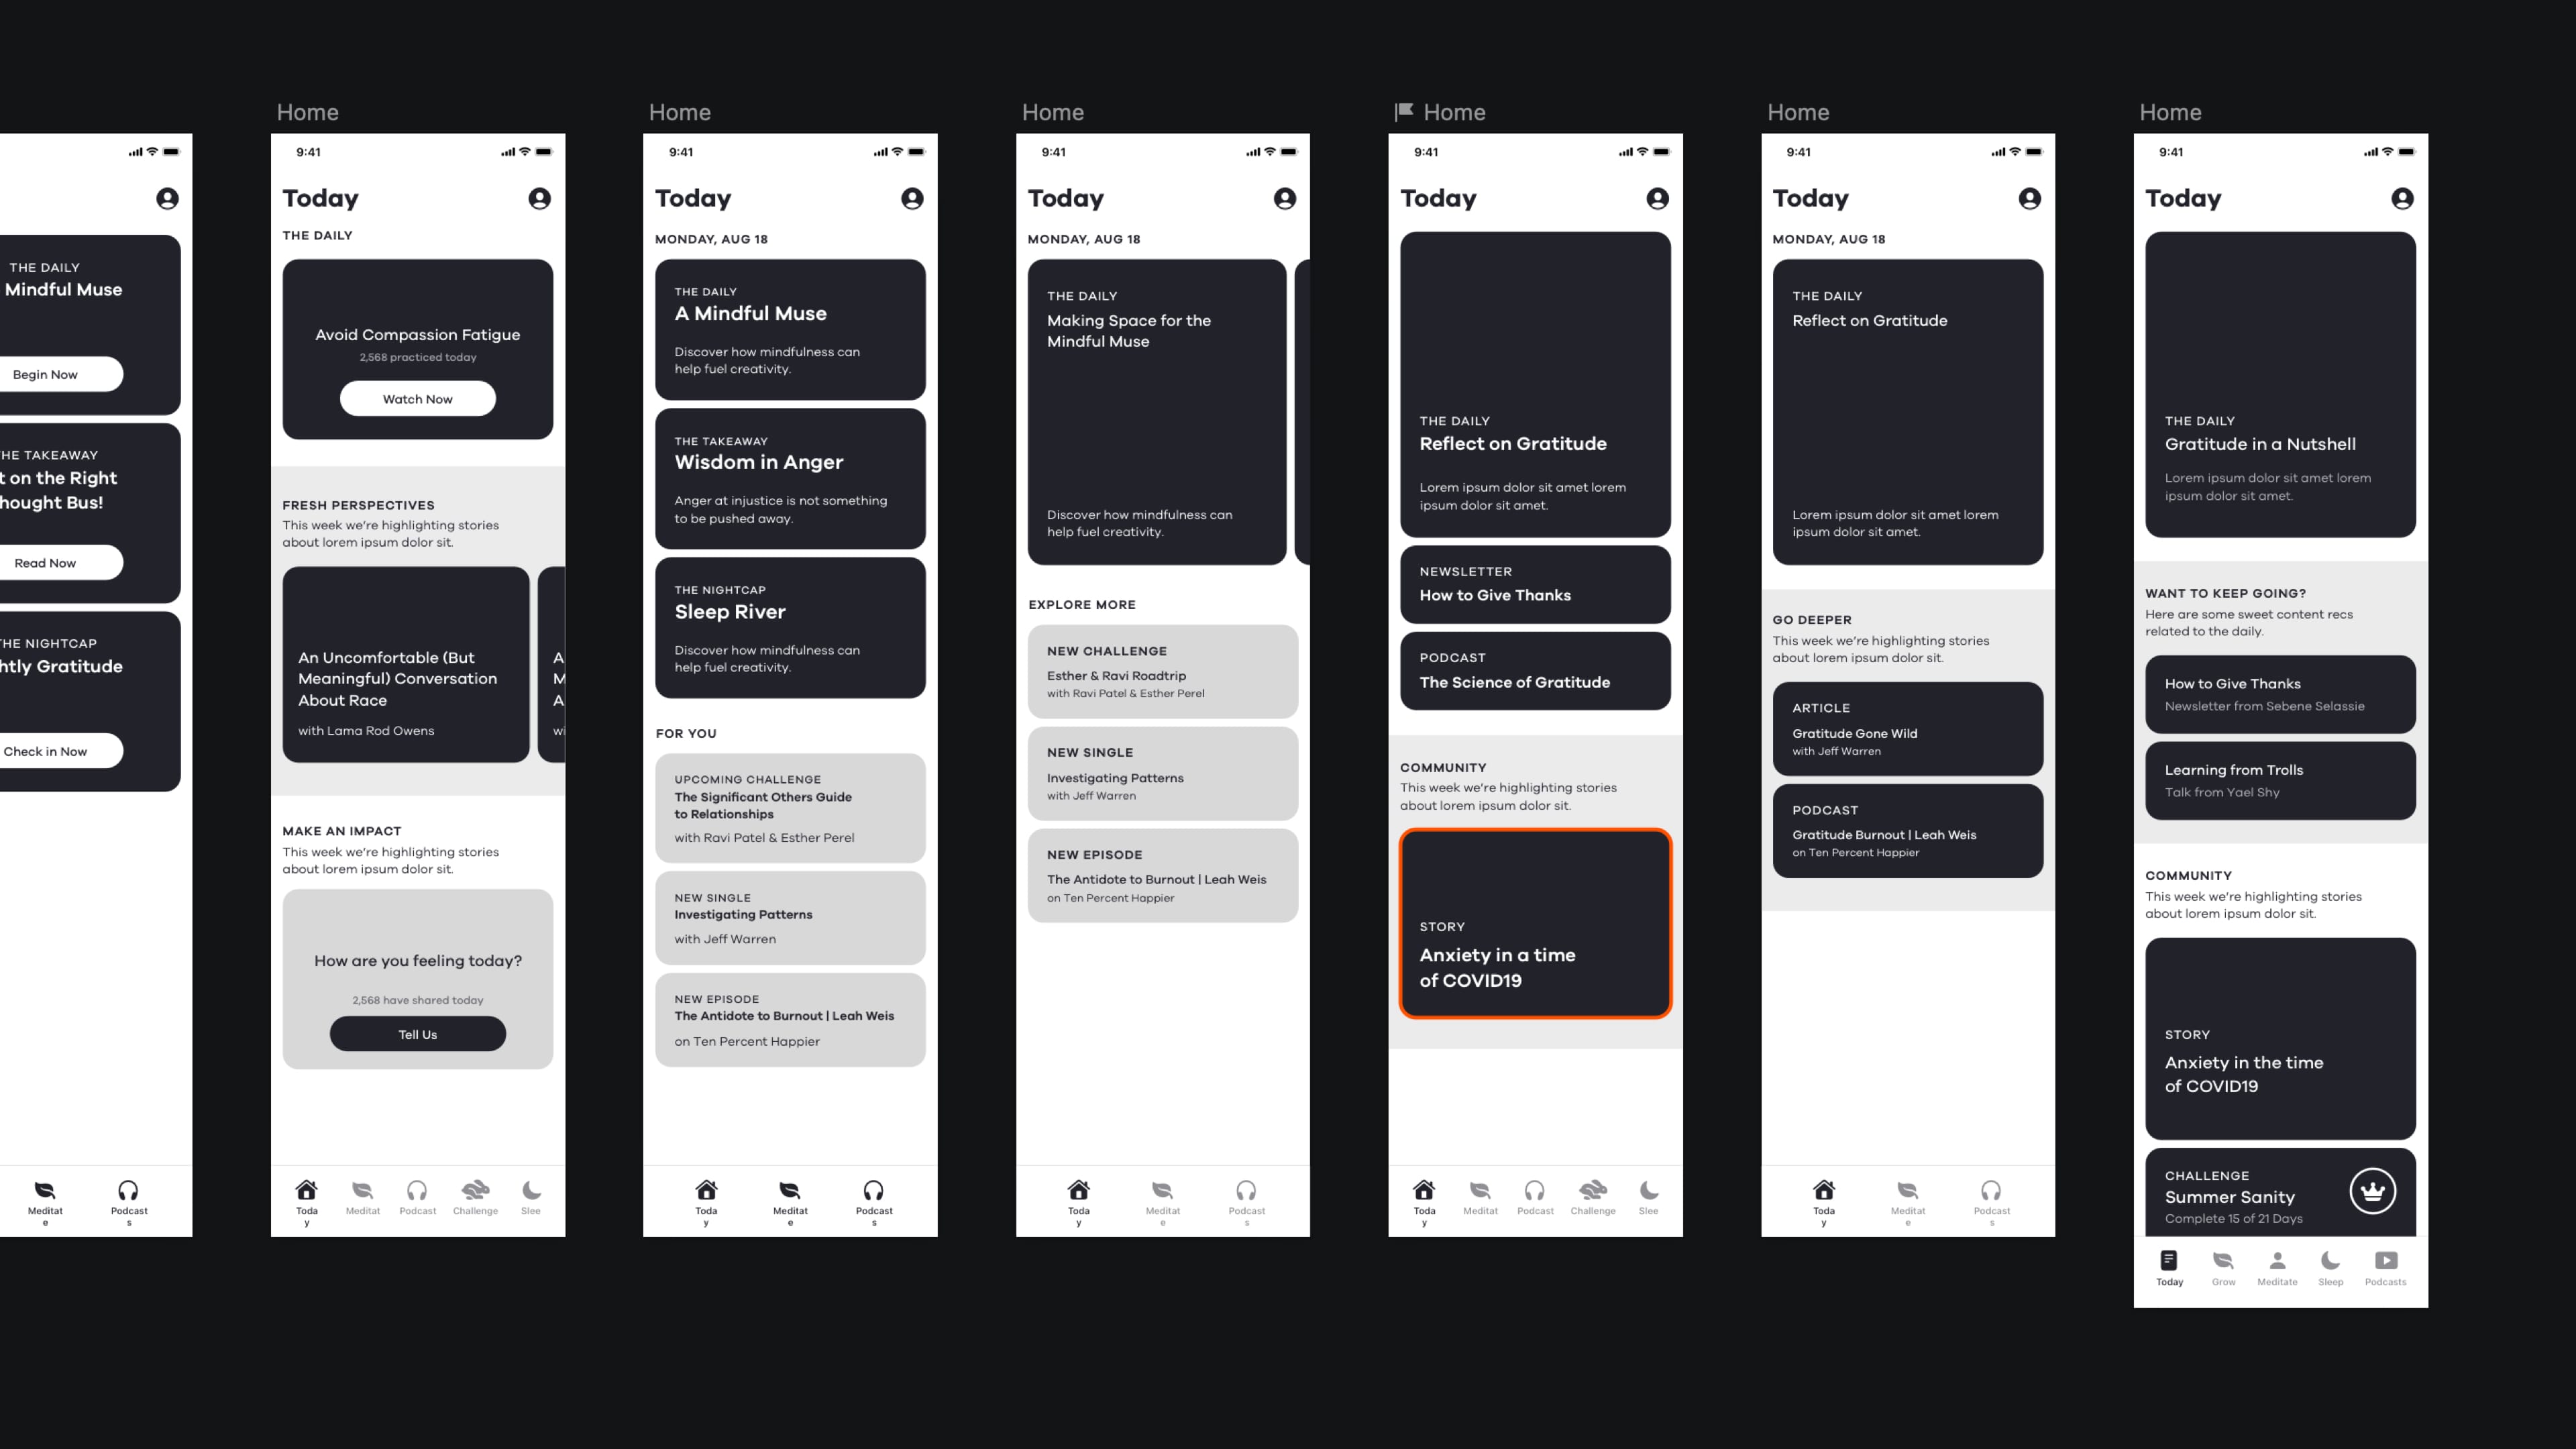 Home
Home
Home
Home
Home
Home
THE DAILY
Mindful Muse
Begin Now
HE TAKEAWAY
t on the Right
hought Bus!
Read Now
HE NIGHTCAP
htly Gratitude
Check in Now
Meditat
e
Podcast
s
9:41
Today
THE DAILY
Avoid Compassion Fatigue
2,568 practiced today
Watch Now
FRESH PERSPECTIVES
This week we’re highlighting stories
about lorem ipsum dolor sit.
An Uncomfortable (But
Meaningful) Conversation
About Race
with Lama Rod Owens
A
M
A
wi
MAKE AN IMPACT
This week we’re highlighting stories
about lorem ipsum dolor sit.
How are you feeling today?
2,568 have shared today
Tell Us
Toda
y
Meditat
Podcast
Challenge
Slee
9:41
Today
MONDAY, AUG 18
THE DAILY
A Mindful Muse
Discover how mindfulness can
help fuel creativity.
THE TAKEAWAY
Wisdom in Anger
Anger at injustice is not something
to be pushed away.
THE NIGHTCAP
Sleep River
Discover how mindfulness can
help fuel creativity.
FOR YOU
UPCOMING CHALLENGE
The Significant Others Guide
to Relationships
with Ravi Patel & Esther Perel
NEW SINGLE
Investigating Patterns
with Jeff Warren
NEW EPISODE
The Antidote to Burnout | Leah Weis
on Ten Percent Happier
Toda
y
Meditat
e
Podcast
s
9:41
Today
MONDAY, AUG 18
THE DAILY
Making Space for the
Mindful Muse
Discover how mindfulness can
help fuel creativity.
EXPLORE MORE
NEW CHALLENGE
Esther & Ravi Roadtrip
with Ravi Patel & Esther Perel
NEW SINGLE
Investigating Patterns
with Jeff Warren
NEW EPISODE
The Antidote to Burnout | Leah Weis
on Ten Percent Happier
Toda
y
Meditat
e
Podcast
s
9:41
Today
THE DAILY
Reflect on Gratitude
Lorem ipsum dolor sit amet lorem
ipsum dolor sit amet.
NEWSLETTER
How to Give Thanks
PODCAST
The Science of Gratitude
COMMUNITY
This week we’re highlighting stories
about lorem ipsum dolor sit.
STORY
Anxiety in a time
of COVID19
Toda
y
Meditat
Podcast
Challenge
Slee
9:41
Today
MONDAY, AUG 18
THE DAILY
Reflect on Gratitude
Lorem ipsum dolor sit amet lorem
ipsum dolor sit amet.
GO DEEPER
This week we’re highlighting stories
about lorem ipsum dolor sit.
ARTICLE
Gratitude Gone Wild
with Jeff Warren
PODCAST
Gratitude Burnout | Leah Weis
on Ten Percent Happier
Toda
y
Meditat
e
Podcast
s
9:41
Today
THE DAILY
Gratitude in a Nutshell
Lorem ipsum dolor sit amet lorem
ipsum dolor sit amet.
WANT TO KEEP GOING?
Here are some sweet content recs
related to the daily.
How to Give Thanks
Newsletter from Sebene Selassie
Learning from Trolls
Talk from Yael Shy
COMMUNITY
This week we’re highlighting stories
about lorem ipsum dolor sit.
STORY
Anxiety in the time
of COVID19
CHALLENGE
Summer Sanity
Complete 15 of 21 Days
Today
Grow
Meditate
Sleep
Podcasts